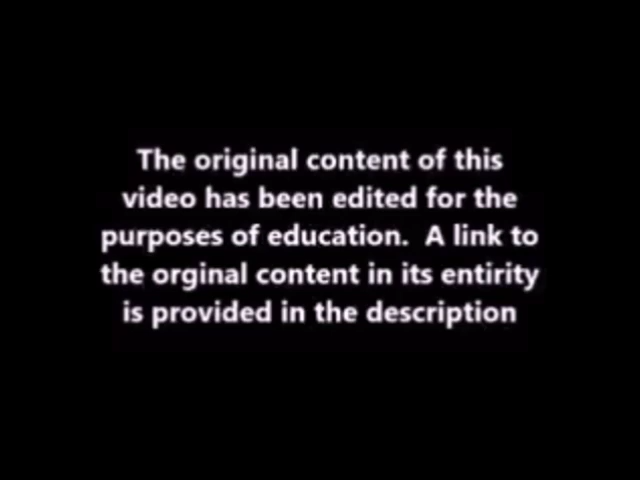 The original content of this
video has been edited for the
purposes of education.  A link to
the orginal content in its entirity
is provided in the description